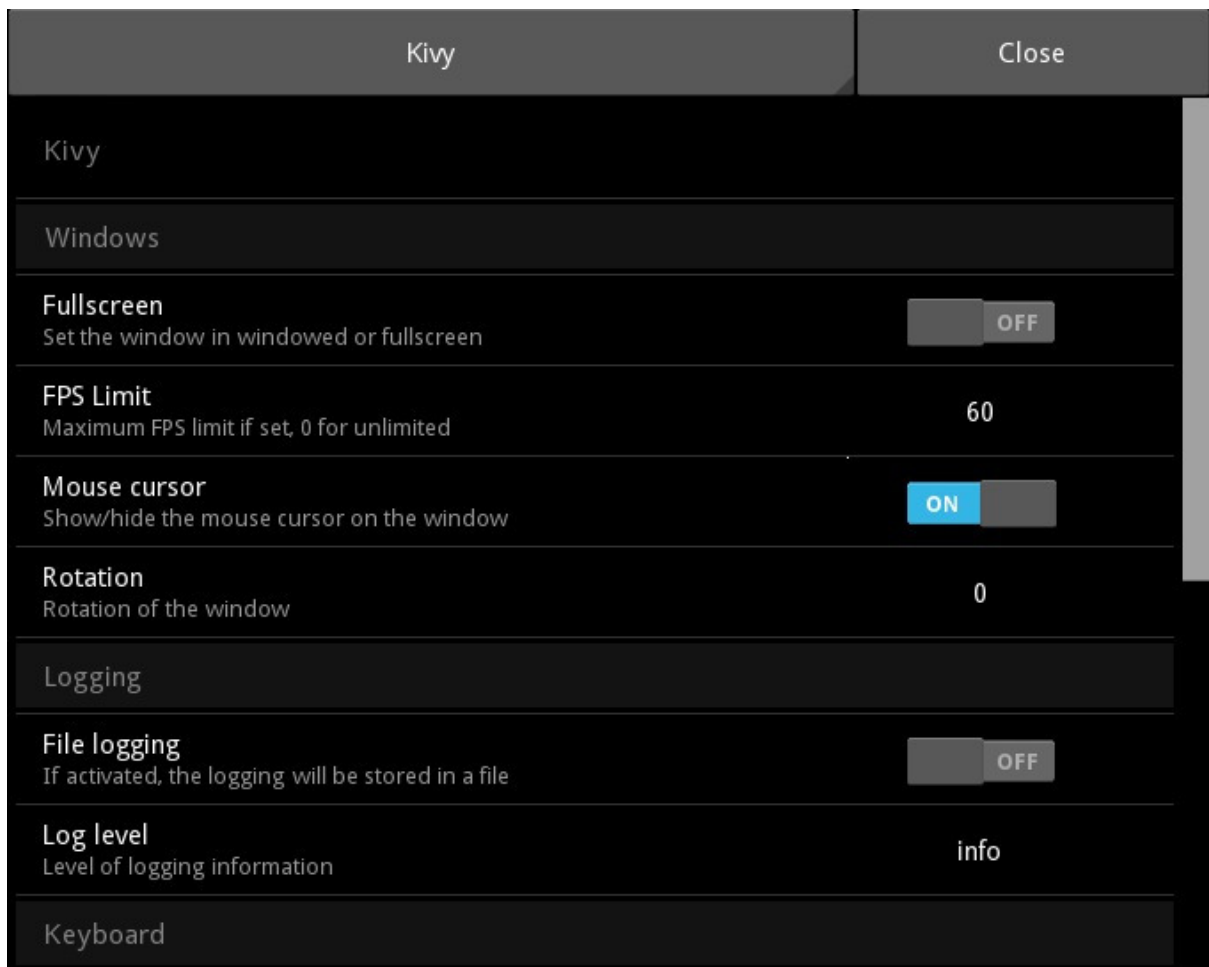 Kivy
Close
Kivy
Windows
Fullscreen
Set the window in windowed or fullscreen
OFF
FPS Limit
Maximum FPS limit if set, 0 for unlimited
60
Mouse cursor
Show/hide the mouse cursor on the window
ON
Rotation
Rotation of the window
0
Logging
File logging
If activated, the logging will be stored in a file
OFF
Log level
Level of logging information
info
Keyboard